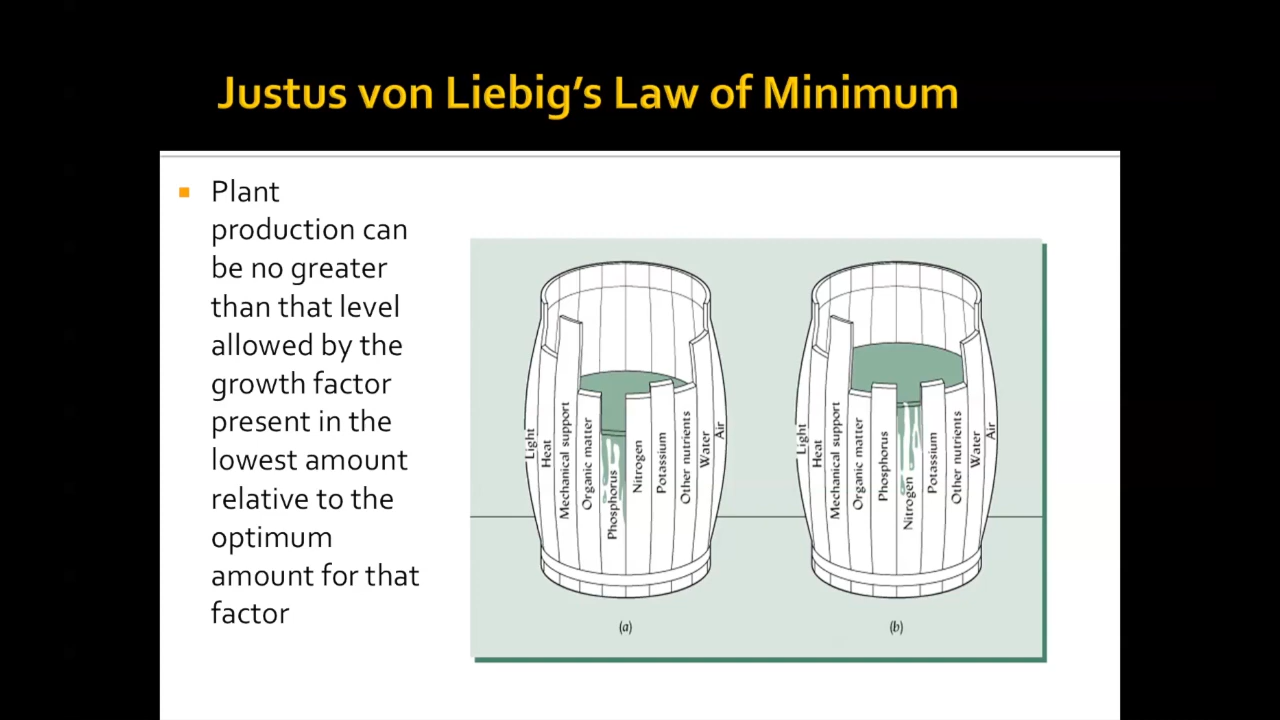 Justus von Liebig's Law of Minimum
Plant
production can
be no greater
than that level
allowed by the
growth factor
present in the
lowest amount
relative to the
optimum
amount for that
factor
Light
Heat
Mechanical support
Organic matter
Phosphorus
Nitrogen
Potassium
Other nutrients
Water
Air
(a)
Light
Heat
Mechanical support
Organic matter
Phosphorus
Nitrogen
Potassium
Other nutrients
Water
Air
(b)